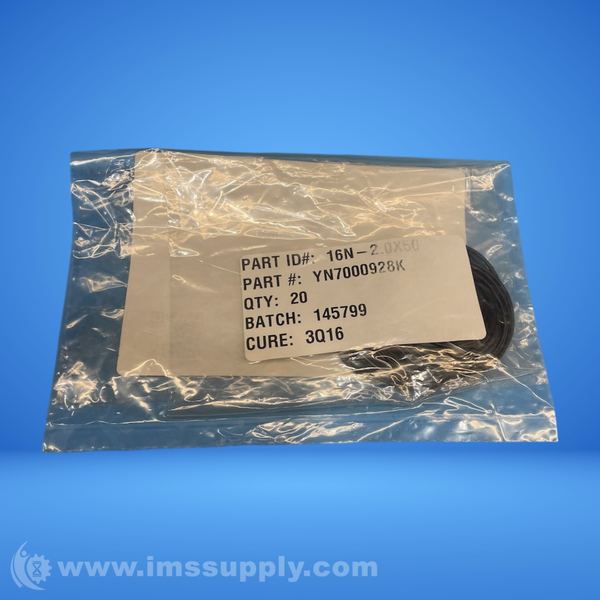 PART ID#: 16N-2.0X50
PART #: YN7000928K
QTY: 20
BATCH: 145799
CURE: 3Q16
www.imssupply.com